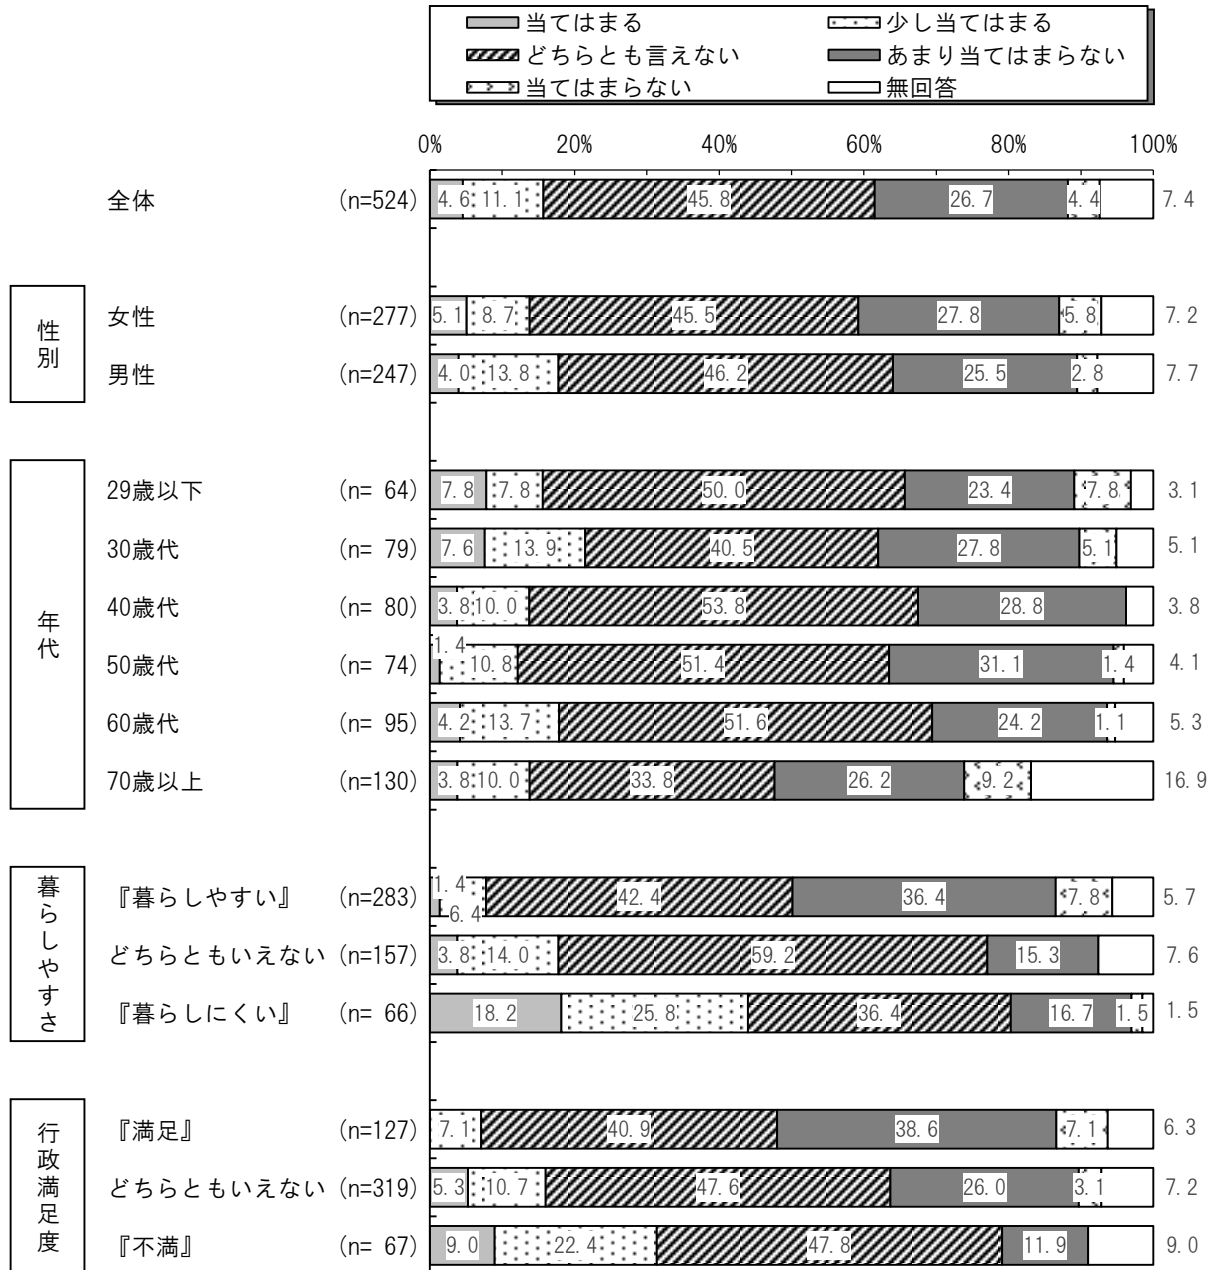 当てはまる 少し当てはまる
どちらとも言えない あまり当てはまらない
当てはまらない 無回答
0% 20% 40% 60% 80% 100%
全体 (n=524) 4.6 11.1 45.8 26.7 4.4 7.4
性別
女性 (n=277) 5.1 8.7 45.5 27.8 5.8 7.2
男性 (n=247) 4.0 13.8 46.2 25.5 2.8 7.7
年代
29歳以下 (n= 64) 7.8 7.8 50.0 23.4 7.8 3.1
30歳代 (n= 79) 7.6 13.9 40.5 27.8 5.1 5.1
40歳代 (n= 80) 3.8 10.0 53.8 28.8 3.8
50歳代 (n= 74) 1.4 10.8 51.4 31.1 1.4 4.1
60歳代 (n= 95) 4.2 13.7 51.6 24.2 1.1 5.3
70歳以上 (n=130) 3.8 10.0 33.8 26.2 9.2 16.9
暮らしやすさ
『暮らしやすい』 (n=283) 1.4 6.4 42.4 36.4 7.8 5.7
どちらともいえない (n=157) 3.8 14.0 59.2 15.3 7.6
『暮らしにくい』 (n= 66) 18.2 25.8 36.4 16.7 1.5 1.5
行政満足度
『満足』 (n=127) 7.1 40.9 38.6 7.1 6.3
どちらともいえない (n=319) 5.3 10.7 47.6 26.0 3.1 7.2
『不満』 (n= 67) 9.0 22.4 47.8 11.9 9.0